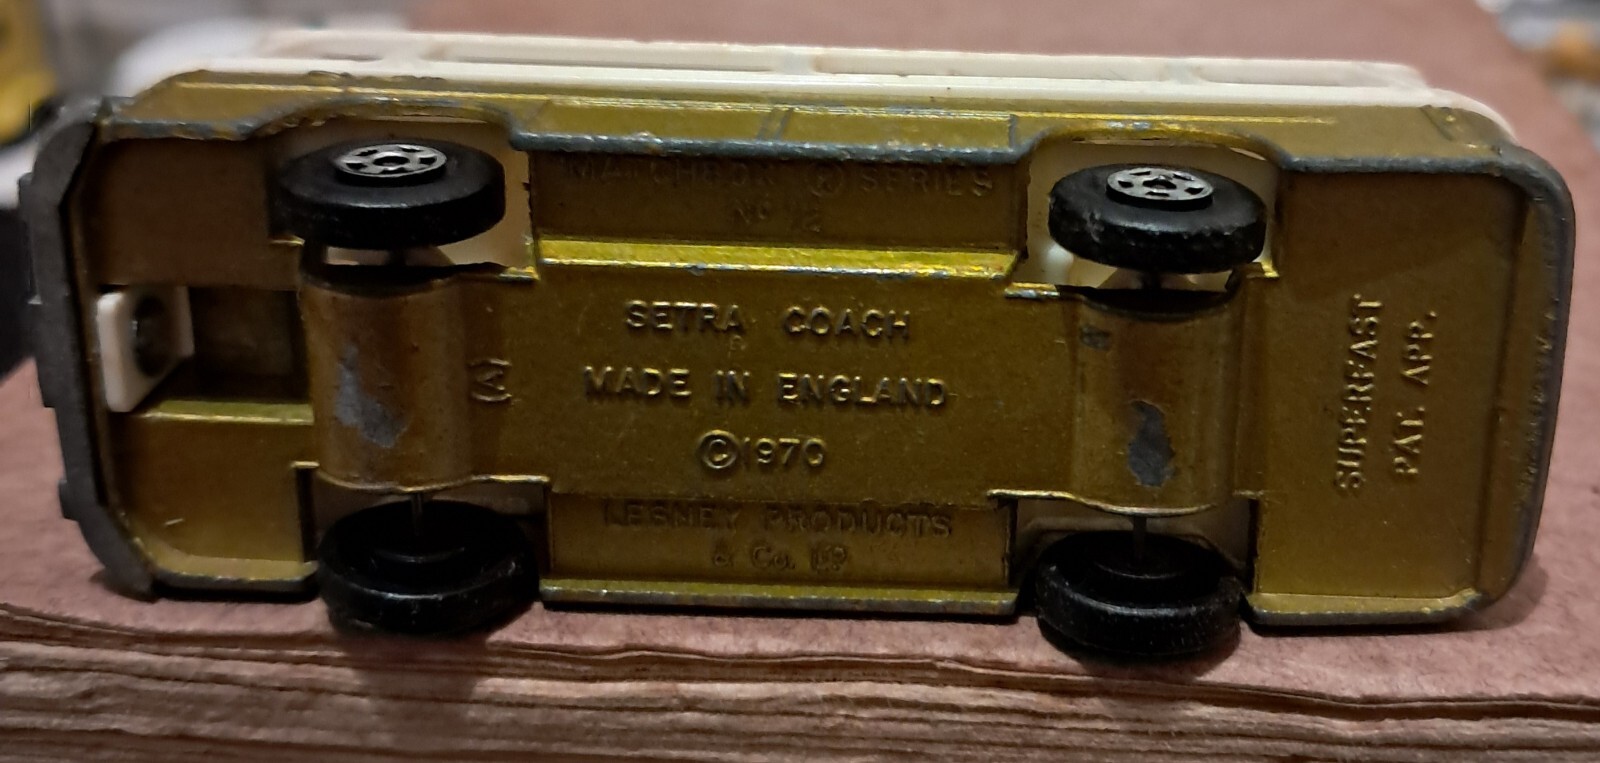 MATCHBOX ® SERIES
Nº 12
SETRA COACH
MADE IN ENGLAND
©1970
LESNEY PRODUCTS
& Co. LTD
(A)
SUPERFAST
PAT. APP.